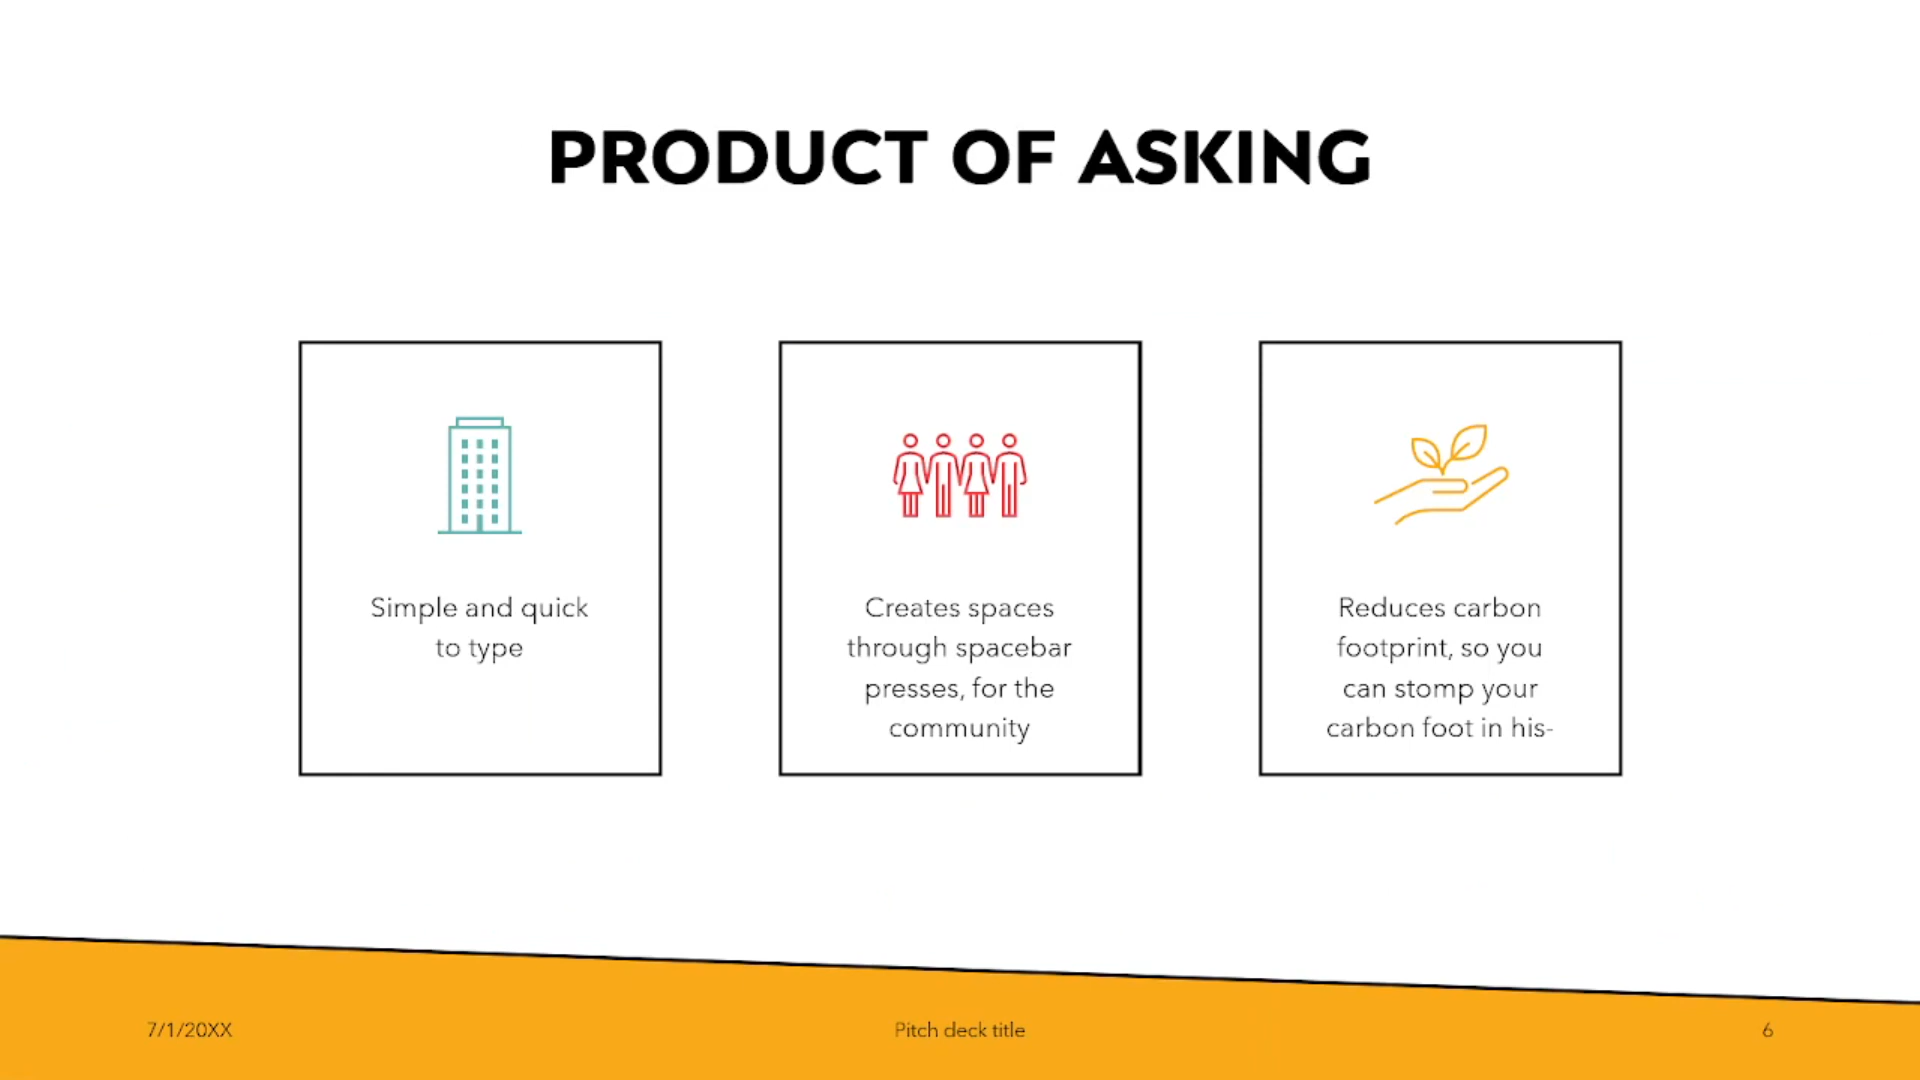 PRODUCT OF ASKING
Simple and quick
to type
Creates spaces
through spacebar
presses, for the
community
Reduces carbon
footprint, so you
can stomp your
carbon foot in his-
7/1/20XX
Pitch deck title
6